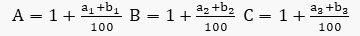 A = 1 + (a₁+b₁)/100 B = 1 + (a₂+b₂)/100 C = 1 + (a₃+b₃)/100